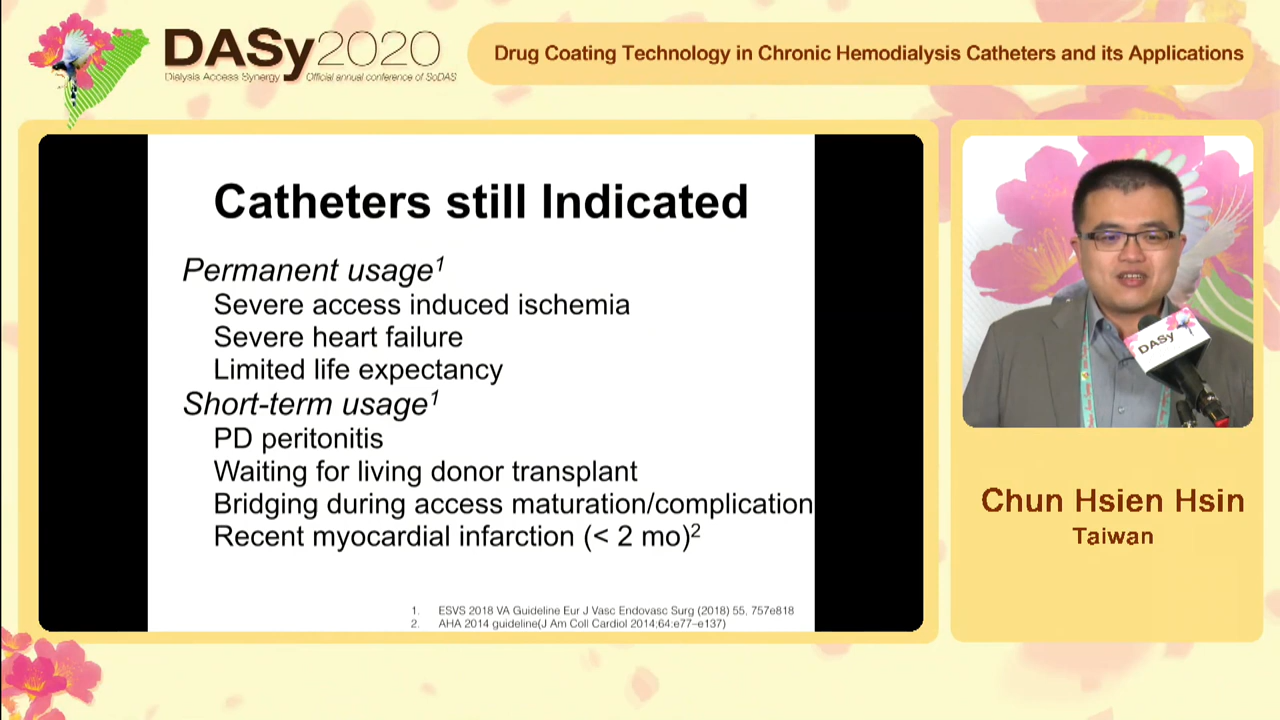 DASy2020
Dialysis Access Synergy Official annual conference of SoDAS
Drug Coating Technology in Chronic Hemodialysis Catheters and its Applications
Catheters still Indicated
Permanent usage1
Severe access induced ischemia
Severe heart failure
Limited life expectancy
Short-term usage1
PD peritonitis
Waiting for living donor transplant
Bridging during access maturation/complication
Recent myocardial infarction (< 2 mo)2
1. ESVS 2018 VA Guideline Eur J Vasc Endovasc Surg (2018) 55, 757e818
2. AHA 2014 guideline(J Am Coll Cardiol 2014;64:e77–e137)
DASy
Chun Hsien Hsin
Taiwan